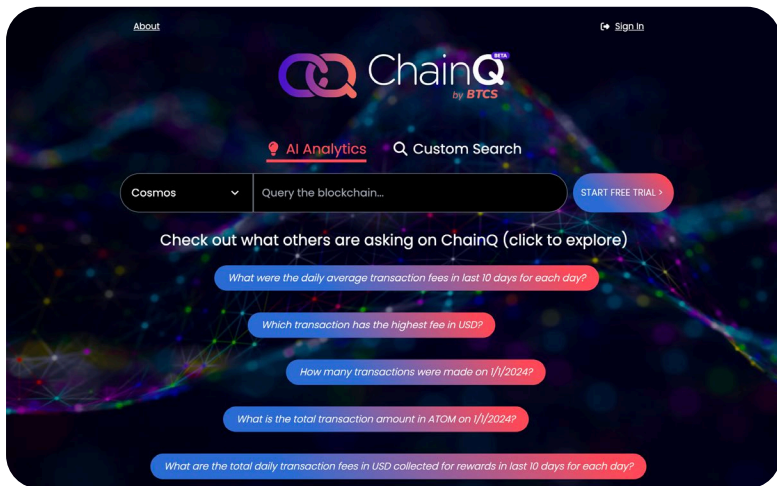 About
Sign In
ChainQ BETA
by BTCS
AI Analytics
Custom Search
Cosmos
Query the blockchain...
START FREE TRIAL >
Check out what others are asking on ChainQ (click to explore)
What were the daily average transaction fees in last 10 days for each day?
Which transaction has the highest fee in USD?
How many transactions were made on 1/1/2024?
What is the total transaction amount in ATOM on 1/1/2024?
What are the total daily transaction fees in USD collected for rewards in last 10 days for each day?